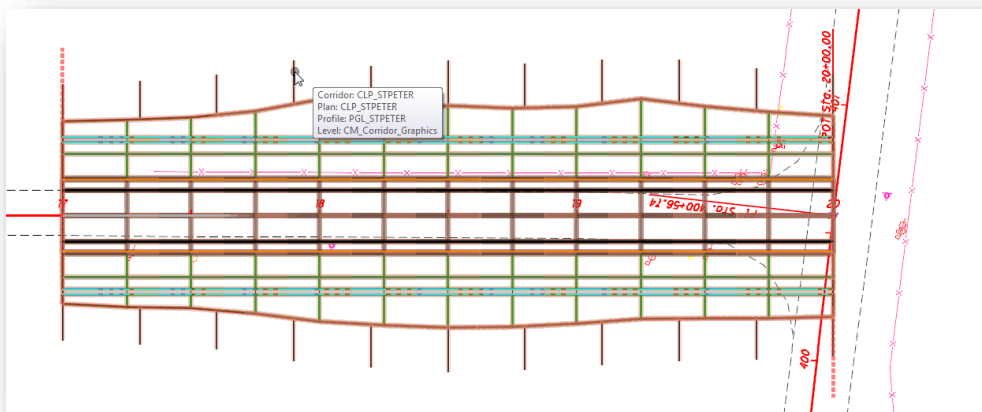 POT Sta. 20+00.00
Corridor: CLP_STPETER
Plan: CLP_STPETER
Profile: PGL_STPETER
Level: CM_Corridor_Graphics
17
18
19
20
Sta. 100+56.74
400